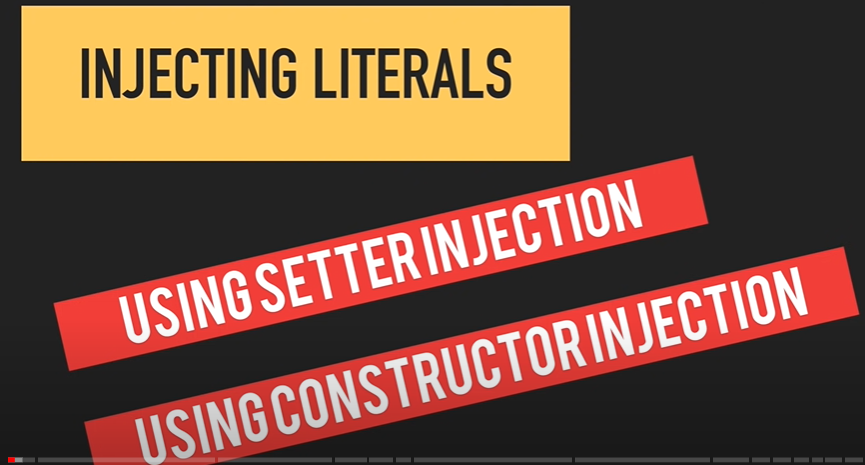 INJECTING LITERALS
USING SETTER INJECTION
USING CONSTRUCTOR INJECTION